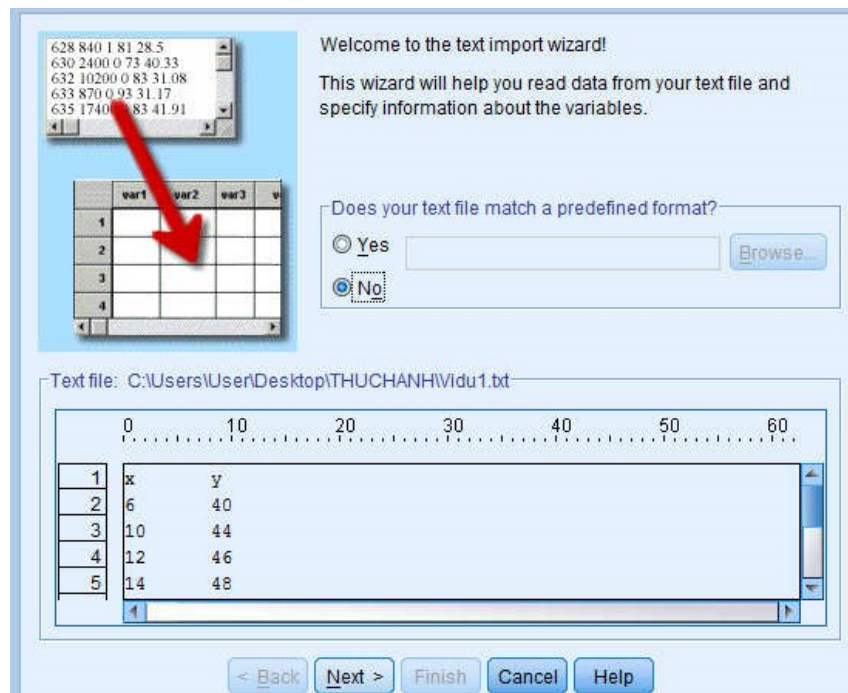 628 840 1 81 28.5
630 2400 0 73 40.33
632 10200 0 83 31.08
633 870 0 93 31.17
635 1740 83 41.91
var1 var2 var3 v
1
2
3
4
Welcome to the text import wizard!
This wizard will help you read data from your text file and
specify information about the variables.
Does your text file match a predefined format?
Yes
Browse...
No
Text file: C:\Users\User\Desktop\THUCHANH\Vidu1.txt
0 10 20 30 40 50 60
1 x y
2 6 40
3 10 44
4 12 46
5 14 48
< Back Next > Finish Cancel Help